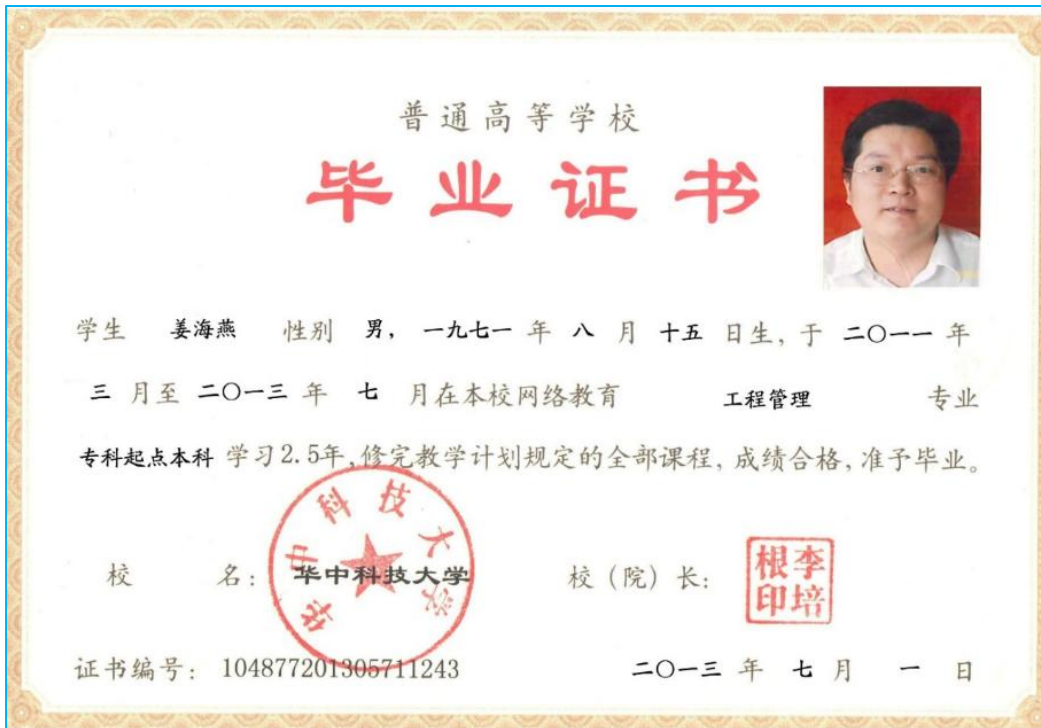 普通高等学校
毕业证书
学生 姜海燕 性别 男, 一九七一 年 八 月 十五 日生, 于 二〇一一 年
三 月至 二〇一三 年 七 月在本校网络教育 工程管理 专业
专科起点本科 学习2.5年, 修完教学计划规定的全部课程, 成绩合格, 准予毕业。
华中科技大学
校 名: 华中科技大学 校(院)长: 李培根印
证书编号: 104877201305711243 二〇一三 年 七 月 一 日